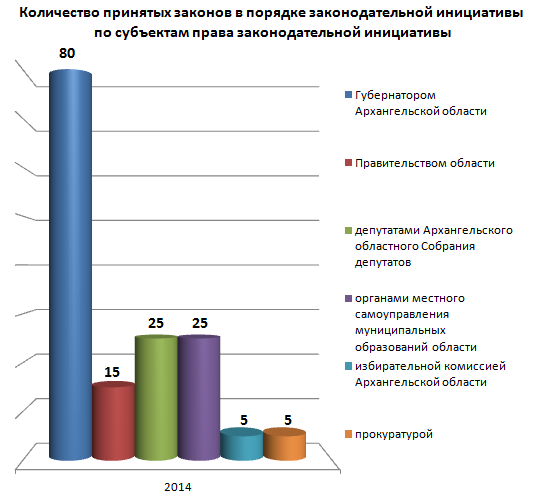 Количество принятых законов в порядке законодательной инициативы
по субъектам права законодательной инициативы
80
15
25
25
5
5
2014
Губернатором
Архангельской области
Правительством области
депутатами Архангельского
областного Собрания
депутатов
органами местного
самоуправления
муниципальных
образований области
избирательной комиссией
Архангельской области
прокуратурой